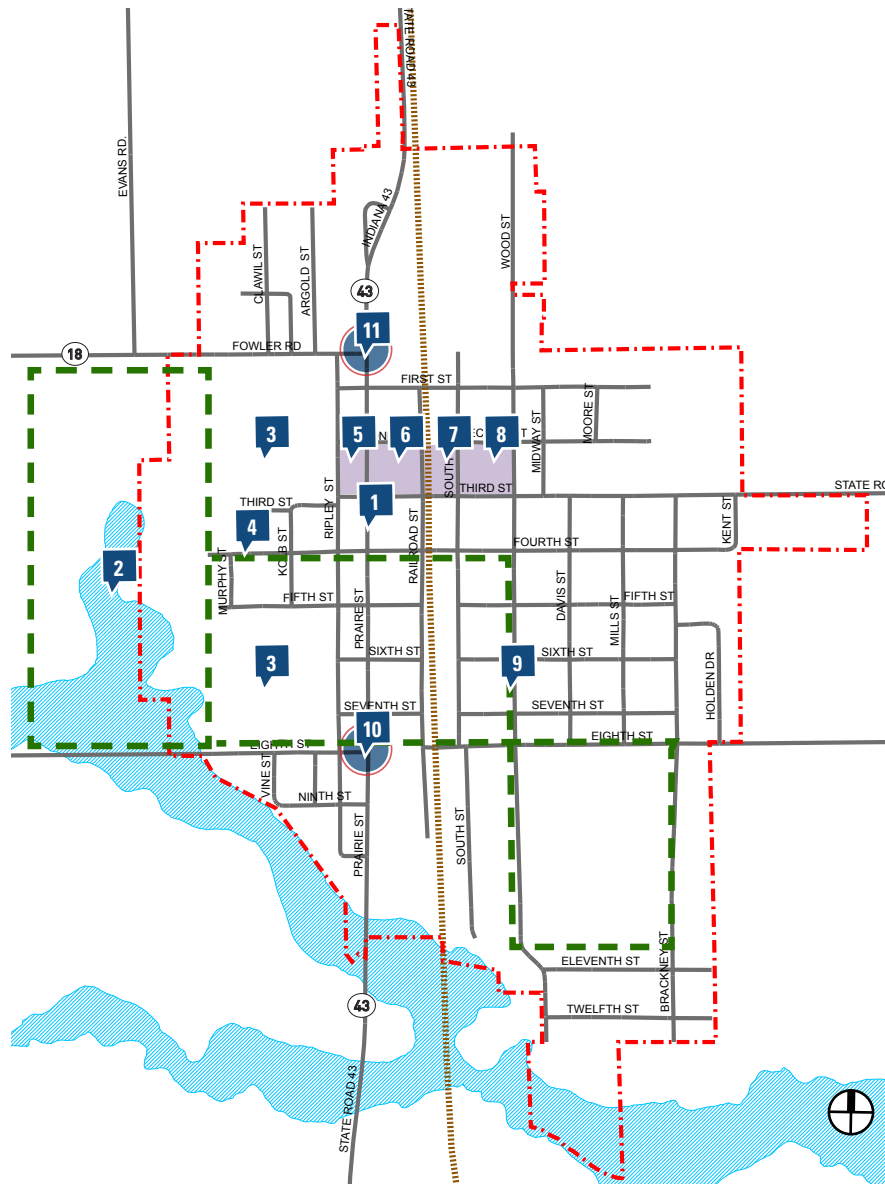 TATE ROAD 43
EVANS RD.
INDIANA 43
WOOD ST
CLAWIL ST
ARGOLD ST
43
11
18
FOWLER RD
FIRST ST
MOORE ST
MIDWAY ST
3
5
6
7
8
SOUTH
THIRD ST
STATE RO
RIPLEY ST
THIRD ST
1
4
KENT ST
RAILROAD ST
FOURTH ST
KOLB ST
MURPHY ST
2
FIFTH ST
FIFTH ST
DAVIS ST
MILLS ST
PRAIRE ST
SIXTH ST
SIXTH ST
3
9
HOLDEN DR
SEVENTH ST
SEVENTH ST
10
EIGHTH ST
EIGHTH ST
VINE ST
NINTH ST
PRAIRIE ST
SOUTH ST
BRACKNEY ST
ELEVENTH ST
TWELFTH ST
43
STATE ROAD 43